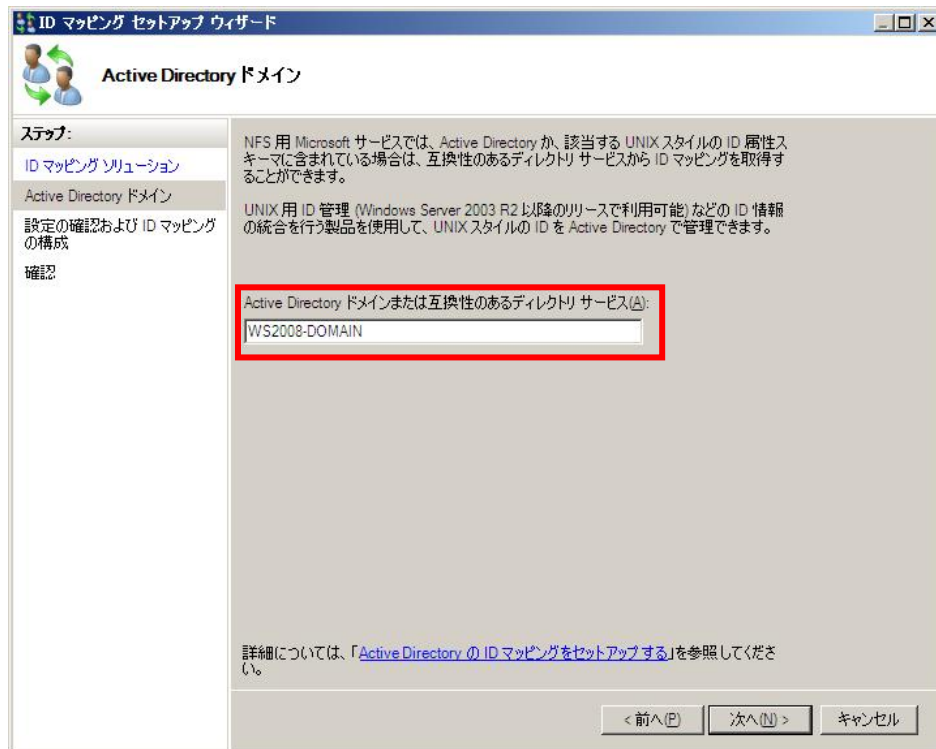 ID マッピング セットアップ ウィザード
Active Directory ドメイン
ステップ:
ID マッピング ソリューション
Active Directory ドメイン
設定の確認および ID マッピング
の構成
確認
NFS 用 Microsoft サービスでは、Active Directory か、該当する UNIX スタイルの ID 属性ス
キーマに含まれている場合は、互換性のあるディレクトリ サービスから ID マッピングを取得す
ることができます。
UNIX 用 ID 管理 (Windows Server 2003 R2 以降のリリースで利用可能) などの ID 情報
の統合を行う製品を使用して、UNIX スタイルの ID を Active Directory で管理できます。
Active Directory ドメインまたは互換性のあるディレクトリ サービス(A):
WS2008-DOMAIN
詳細については、「Active Directory の ID マッピングをセットアップする」を参照してくださ
い。
< 前へ(P)
次へ(N) >
キャンセル